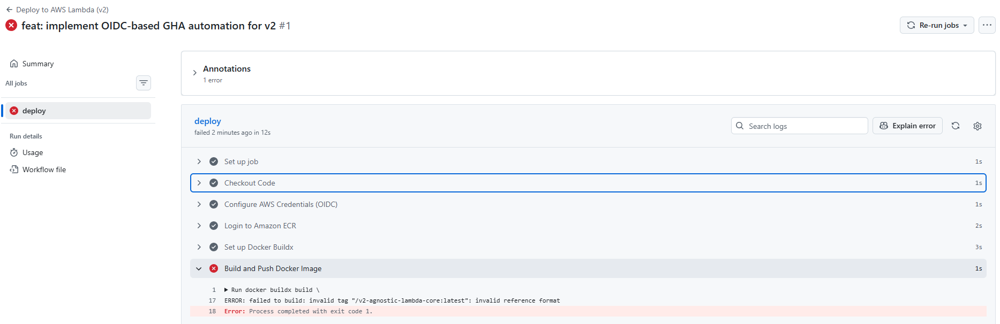 Deploy to AWS Lambda (v2)
feat: implement OIDC-based GHA automation for v2 #1
Re-run jobs
Summary
All jobs
deploy
Run details
Usage
Workflow file
Annotations
1 error
deploy
failed 2 minutes ago in 12s
Search logs
Explain error
Set up job 1s
Checkout Code 1s
Configure AWS Credentials (OIDC) 1s
Login to Amazon ECR 2s
Set up Docker Buildx 3s
Build and Push Docker Image 1s
1 Run docker buildx build \
17 ERROR: failed to build: invalid tag "/v2-agnostic-lambda-core:latest": invalid reference format
18 Error: Process completed with exit code 1.